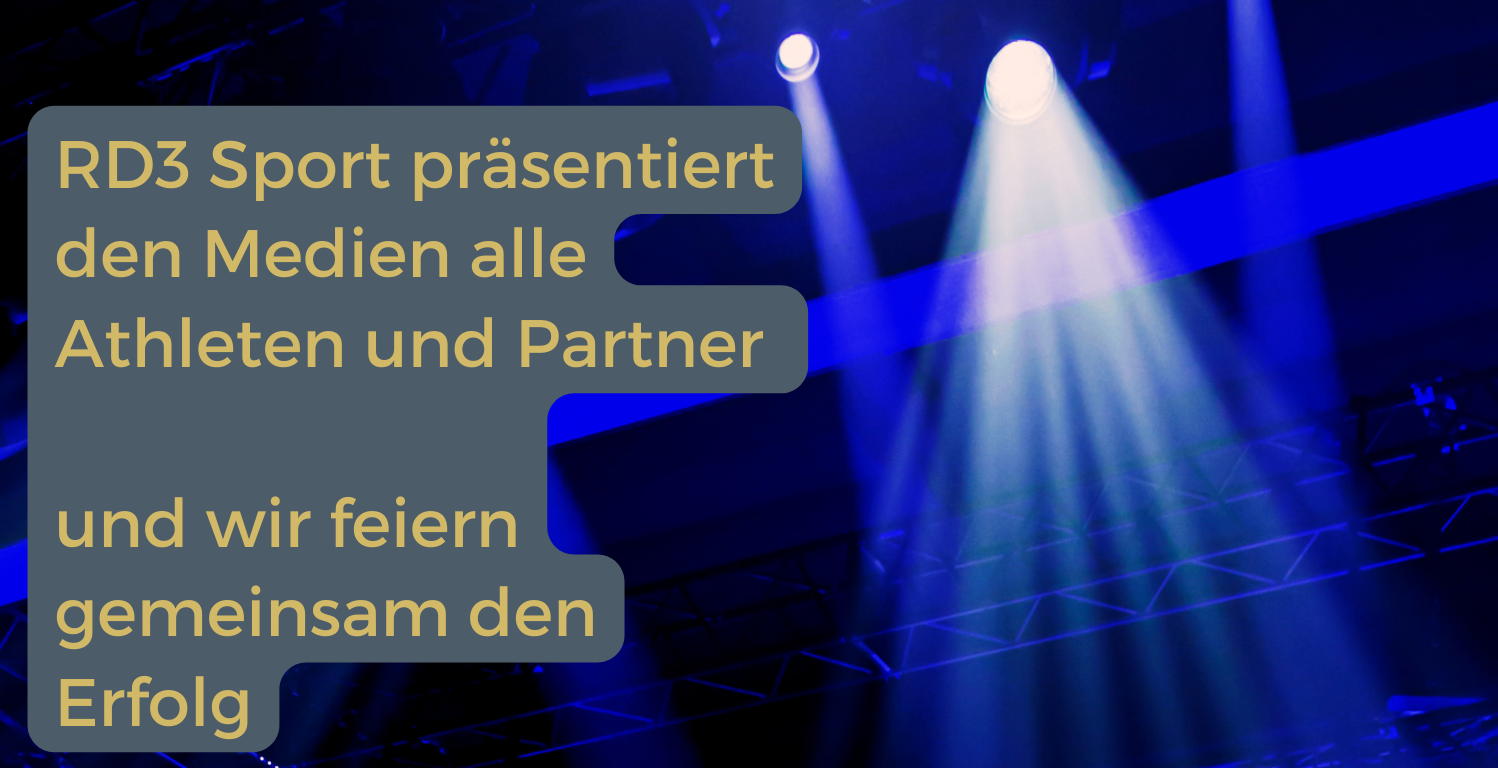 RD3 Sport präsentiert
den Medien alle
Athleten und Partner
und wir feiern
gemeinsam den
Erfolg